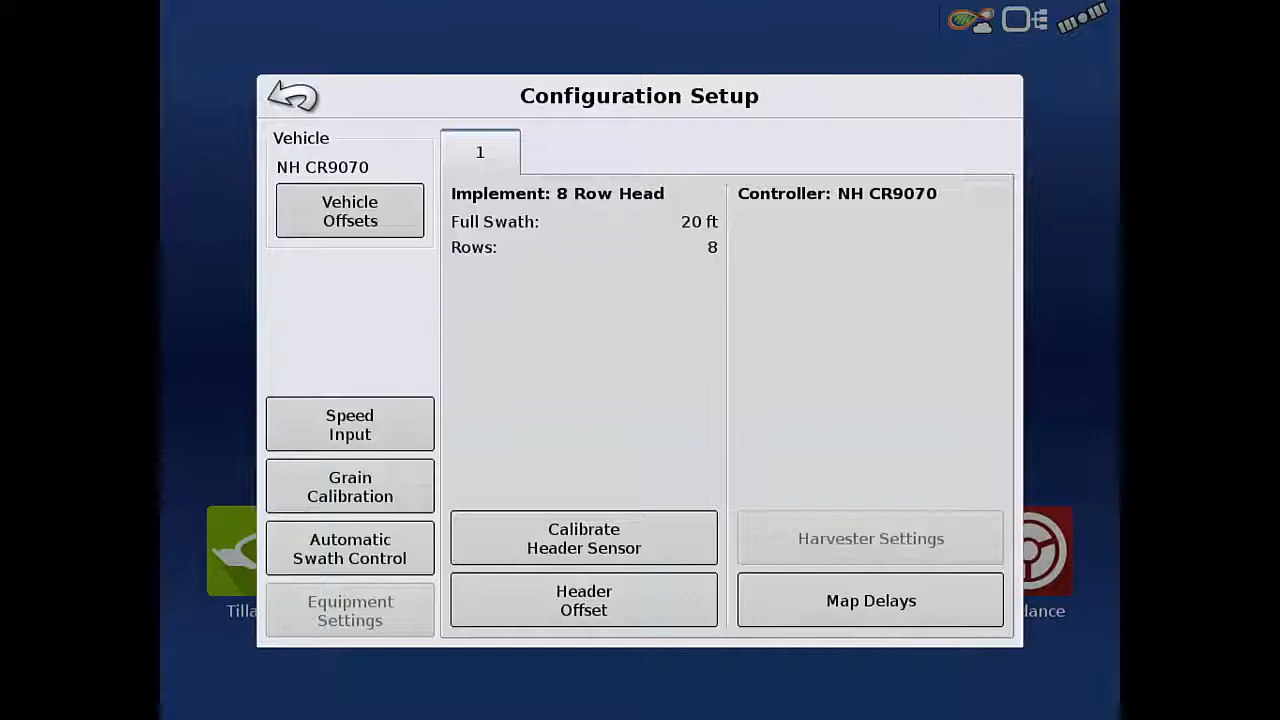 Configuration Setup
Vehicle
NH CR9070
Vehicle
Offsets
Speed
Input
Grain
Calibration
Automatic
Swath Control
Equipment
Settings
1
Implement: 8 Row Head
Full Swath: 20 ft
Rows: 8
Calibrate
Header Sensor
Header
Offset
Controller: NH CR9070
Harvester Settings
Map Delays
Tilla
lance